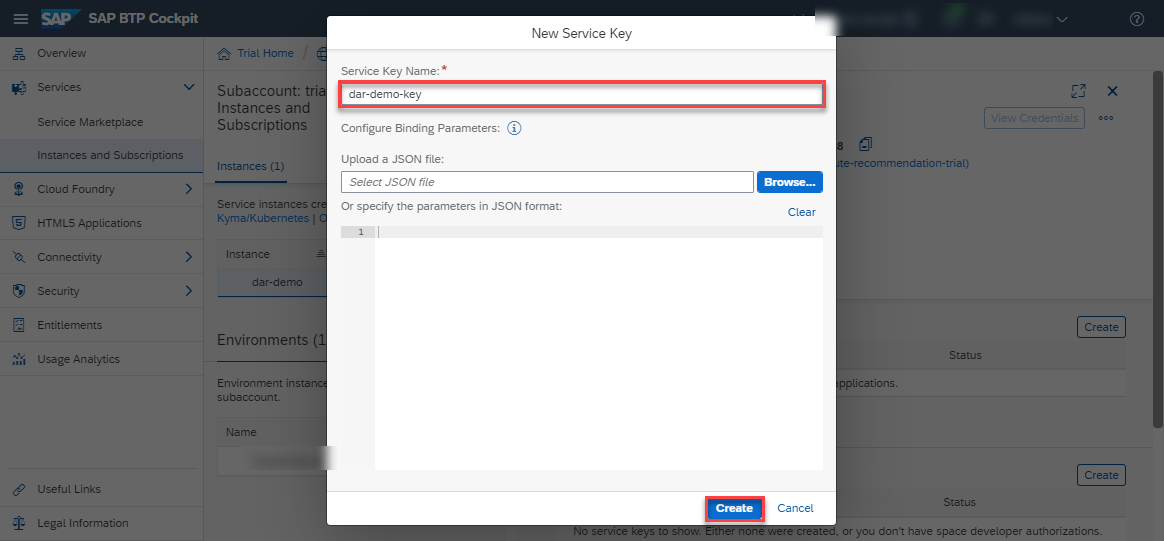 SAP
SAP BTP Cockpit
Overview
Services
Service Marketplace
Instances and Subscriptions
Cloud Foundry
HTML5 Applications
Connectivity
Security
Entitlements
Usage Analytics
Useful Links
Legal Information
Trial Home /
Subaccount: tria
Instances and
Subscriptions
Instances (1)
Service instances cre
Kyma/Kubernetes | O
Instance
dar-demo
Environments (1
Environment instance
subaccount.
Name
New Service Key
Service Key Name: *
dar-demo-key
Configure Binding Parameters:
Upload a JSON file:
Select JSON file
Browse...
Or specify the parameters in JSON format:
Clear
1
Create
Cancel
View Credentials
8
ute-recommendation-trial)
Create
Status
applications.
Create
Status
No service keys to show. Either none were created, or you don't have space developer authorizations.